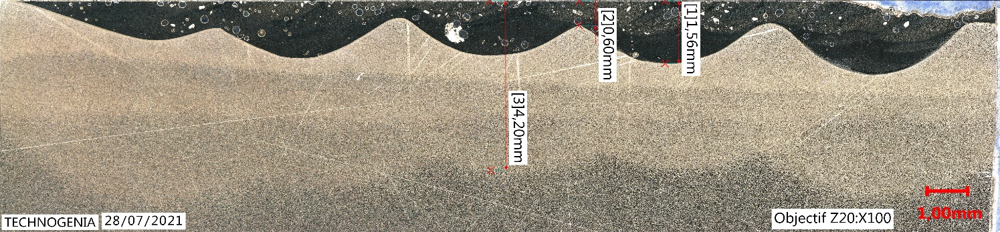 [2]0,60mm
[1]1,56mm
[3]4,20mm
1,00mm
TECHNOGENIA
28/07/2021
Objectif Z20:X100